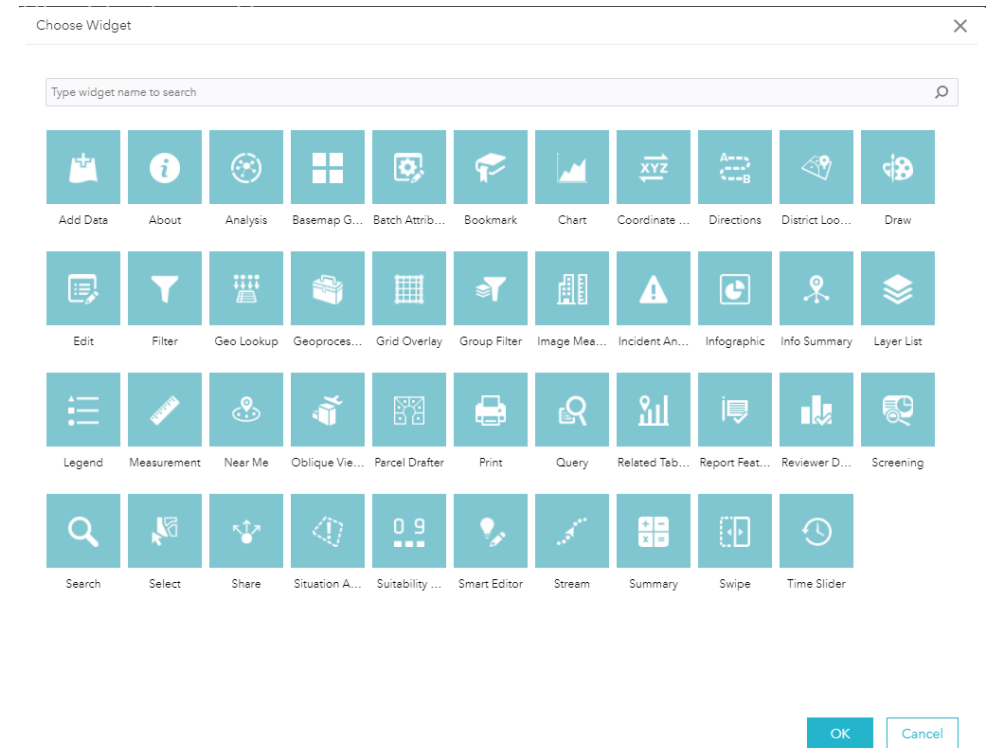 Choose Widget
Type widget name to search
XYZ
A
B
Add Data About Analysis Basemap G... Batch Attrib... Bookmark Chart Coordinate ... Directions District Loo... Draw
Edit Filter Geo Lookup Geoproces... Grid Overlay Group Filter Image Mea... Incident An... Infographic Info Summary Layer List
Legend Measurement Near Me Oblique Vie... Parcel Drafter Print Query Related Tab... Report Feat... Reviewer D... Screening
0 9
Search Select Share Situation A... Suitability ... Smart Editor Stream Summary Swipe Time Slider
OK Cancel